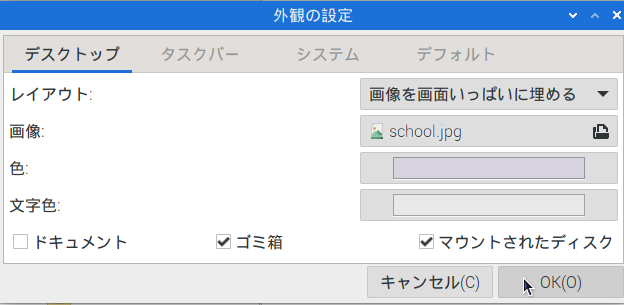 外観の設定
デスクトップ タスクバー システム デフォルト
レイアウト: 画像を画面いっぱいに埋める
画像: school.jpg
色:
文字色:
ドキュメント ゴミ箱 マウントされたディスク
キャンセル(C) OK(O)